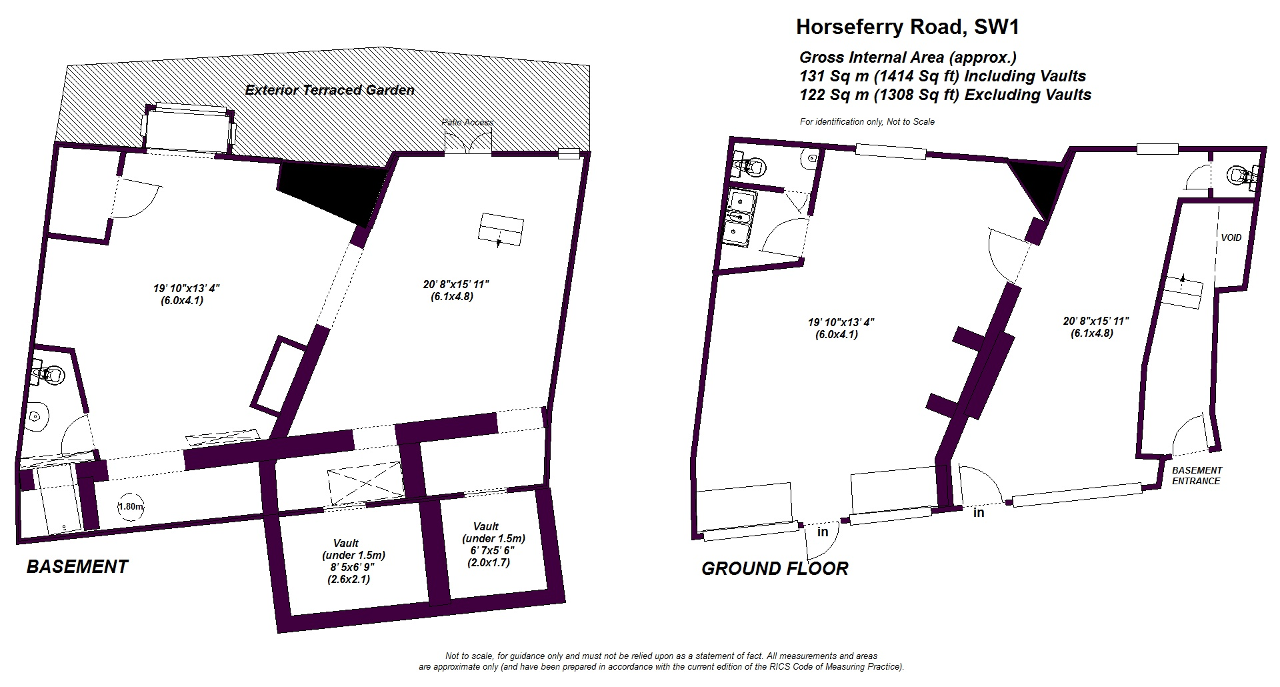 Horseferry Road, SW1
Gross Internal Area (approx.)
131 Sq m (1414 Sq ft) Including Vaults
122 Sq m (1308 Sq ft) Excluding Vaults
For identification only, Not to Scale
Exterior Terraced Garden
Patio Access
19' 10"x13' 4"
(6.0x4.1)
20' 8"x15' 11"
(6.1x4.8)
1.80m
Vault
(under 1.5m)
8' 5x6' 9"
(2.6x2.1)
Vault
(under 1.5m)
6' 7x5' 6"
(2.0x1.7)
BASEMENT
VOID
19' 10"x13' 4"
(6.0x4.1)
20' 8"x15' 11"
(6.1x4.8)
BASEMENT
ENTRANCE
in
in
GROUND FLOOR
Not to scale, for guidance only and must not be relied upon as a statement of fact. All measurements and areas
are approximate only (and have been prepared in accordance with the current edition of the RICS Code of Measuring Practice).